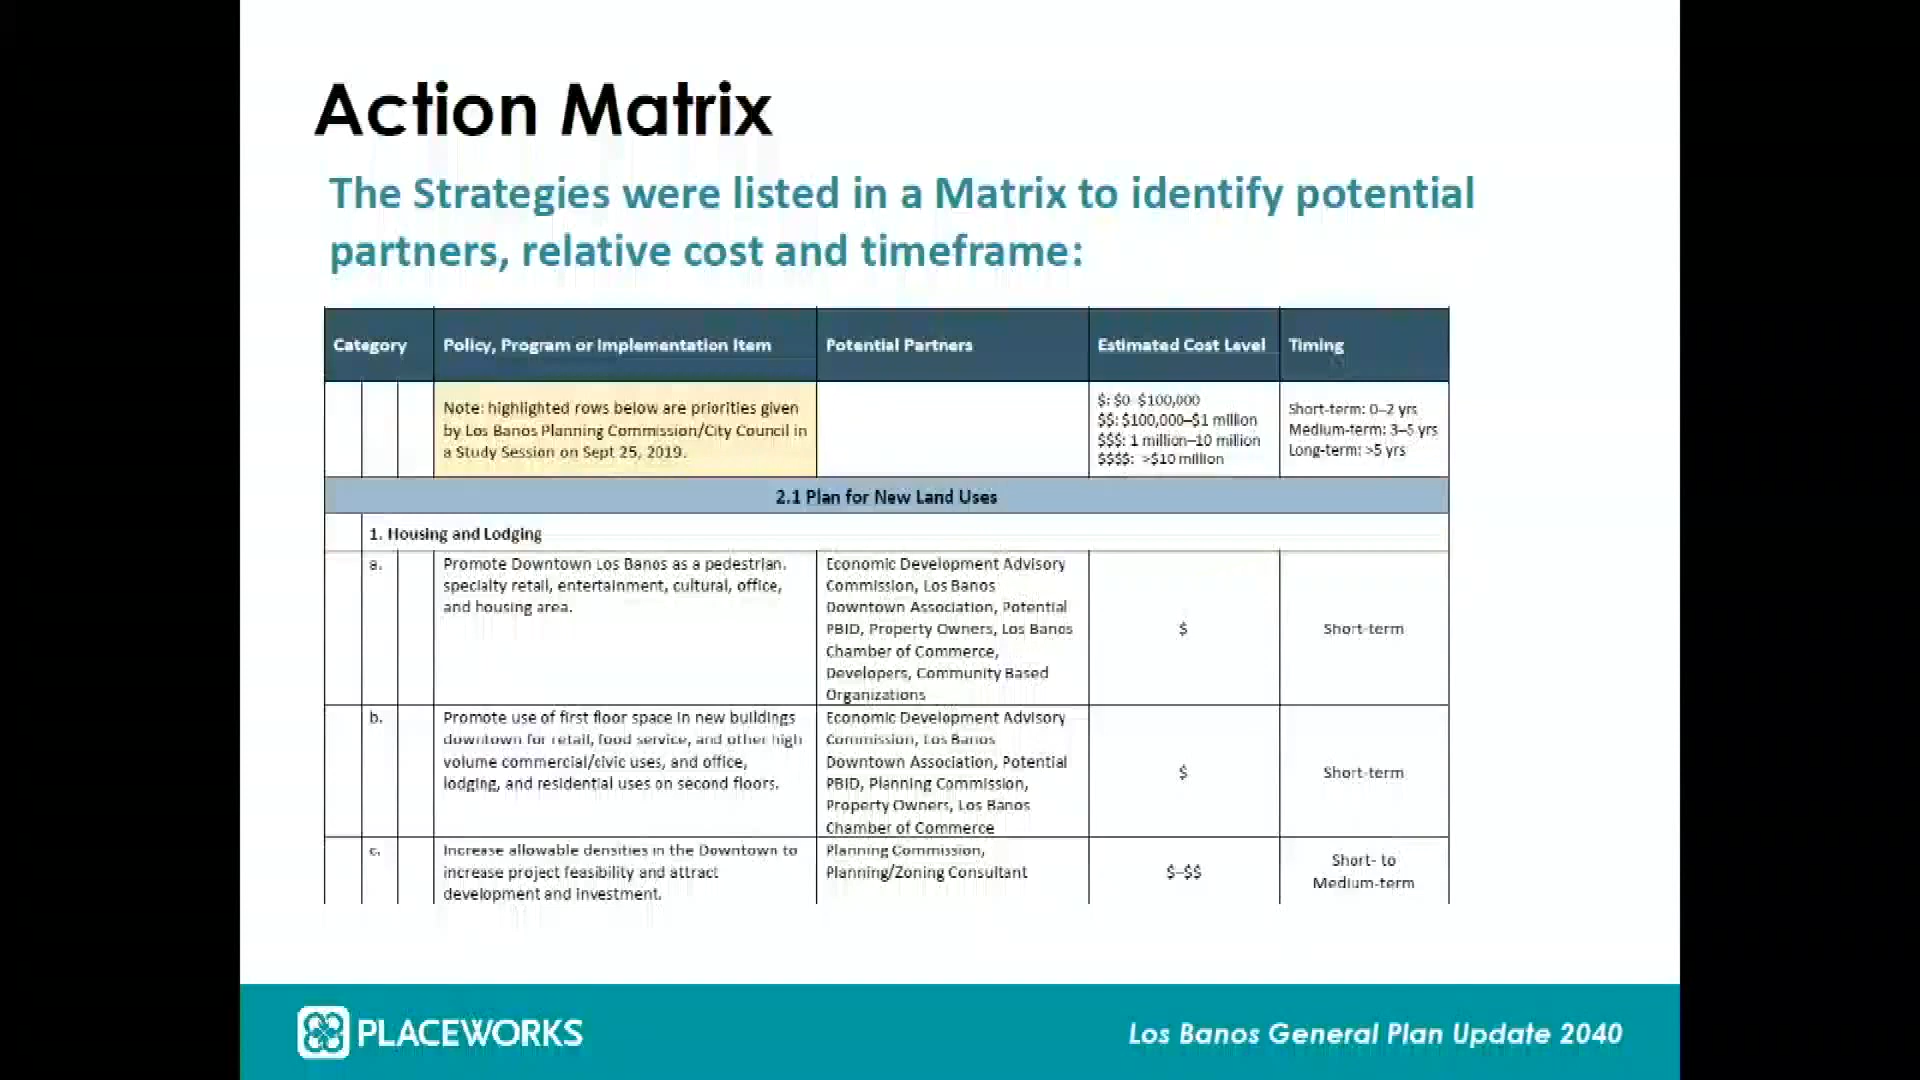 Action Matrix
The Strategies were listed in a Matrix to identify potential
partners, relative cost and timeframe:
Category
Policy, Program or Implementation Item
Potential Partners
Estimated Cost Level
Timing
Note: highlighted rows below are priorities given
by Los Banos Planning Commission/City Council in
a Study Session on Sept 25, 2019.
$: $0-$100,000
$$: $100,000–$1 million
$$$: 1 million–10 million
$$$$: >$10 million
Short-term: 0–2 yrs
Medium-term: 3–5 yrs
Long-term: >5 yrs
2.1 Plan for New Land Uses
1. Housing and Lodging
a.
Promote Downtown Los Banos as a pedestrian,
specialty retail, entertainment, cultural, office,
and housing area.
Economic Development Advisory
Commission, Los Banos
Downtown Association, Potential
PBID, Property Owners, Los Banos
Chamber of Commerce,
Developers, Community Based
Organizations
$
Short-term
b.
Promote use of first floor space in new buildings
downtown for retail, food service, and other high
volume commercial/civic uses, and office,
lodging, and residential uses on second floors.
Economic Development Advisory
Commission, Los Banos
Downtown Association, Potential
PBID, Planning Commission,
Property Owners, Los Banos
Chamber of Commerce
$
Short-term
c.
Increase allowable densities in the Downtown to
increase project feasibility and attract
development and investment.
Planning Commission,
Planning/Zoning Consultant
$–$$
Short- to
Medium-term
PLACEWORKS
Los Banos General Plan Update 2040